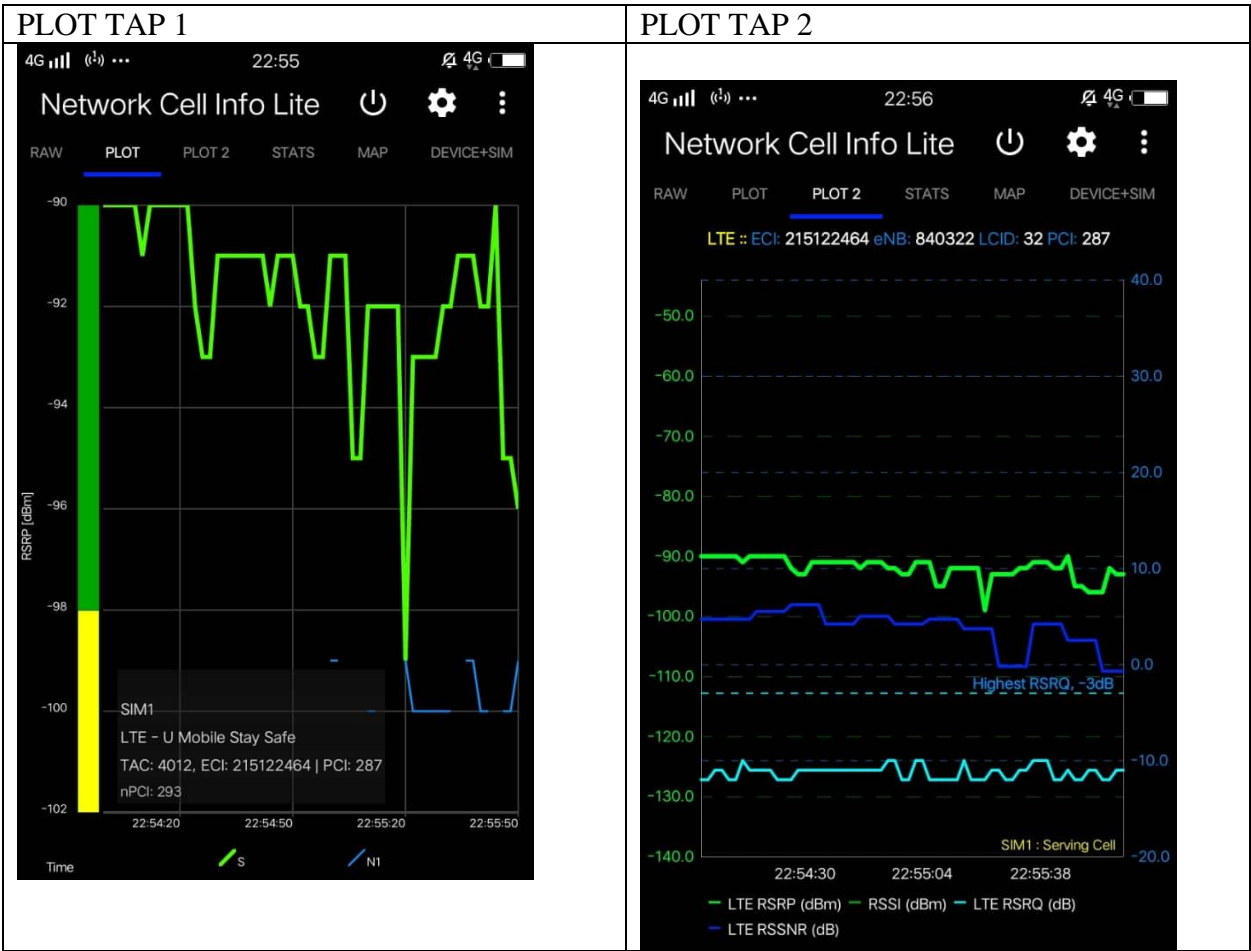 PLOT TAP 1
4G 22:55 4G
Network Cell Info Lite
RAW PLOT PLOT 2 STATS MAP DEVICE+SIM
-90
-92
-94
-96
RSRP [dBm]
-98
-100
-102
SIM1
LTE - U Mobile Stay Safe
TAC: 4012, ECI: 215122464 | PCI: 287
nPCI: 293
22:54:20 22:54:50 22:55:20 22:55:50
Time S N1
PLOT TAP 2
4G 22:56 4G
Network Cell Info Lite
RAW PLOT PLOT 2 STATS MAP DEVICE+SIM
LTE :: ECI: 215122464 eNB: 840322 LCID: 32 PCI: 287
40.0
-50.0
-60.0 30.0
-70.0
20.0
-80.0
-90.0
10.0
-100.0
0.0
-110.0
Highest RSRQ, -3dB
-120.0
-10.0
-130.0
SIM1 : Serving Cell
-140.0 -20.0
22:54:30 22:55:04 22:55:38
LTE RSRP (dBm) RSSI (dBm) LTE RSRQ (dB)
LTE RSSNR (dB)